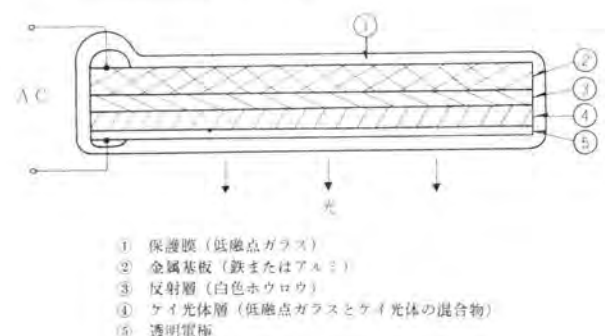 ①
②
③
④
⑤
AC
光
① 保護膜（低融点ガラス）
② 金属基板（鉄またはアルミ）
③ 反射層（白色ホウロウ）
④ ケイ光体層（低融点ガラスとケイ光体の混合物）
⑤ 透明電極